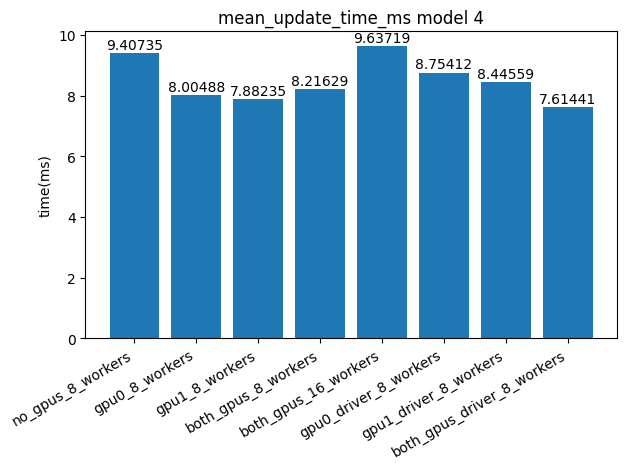 mean_update_time_ms model 4
time(ms)
10
8
6
4
2
0
9.40735
8.00488
7.88235
8.21629
9.63719
8.75412
8.44559
7.61441
no_gpus_8_workers
gpu0_8_workers
gpu1_8_workers
both_gpus_8_workers
both_gpus_16_workers
gpu0_driver_8_workers
gpu1_driver_8_workers
both_gpus_driver_8_workers